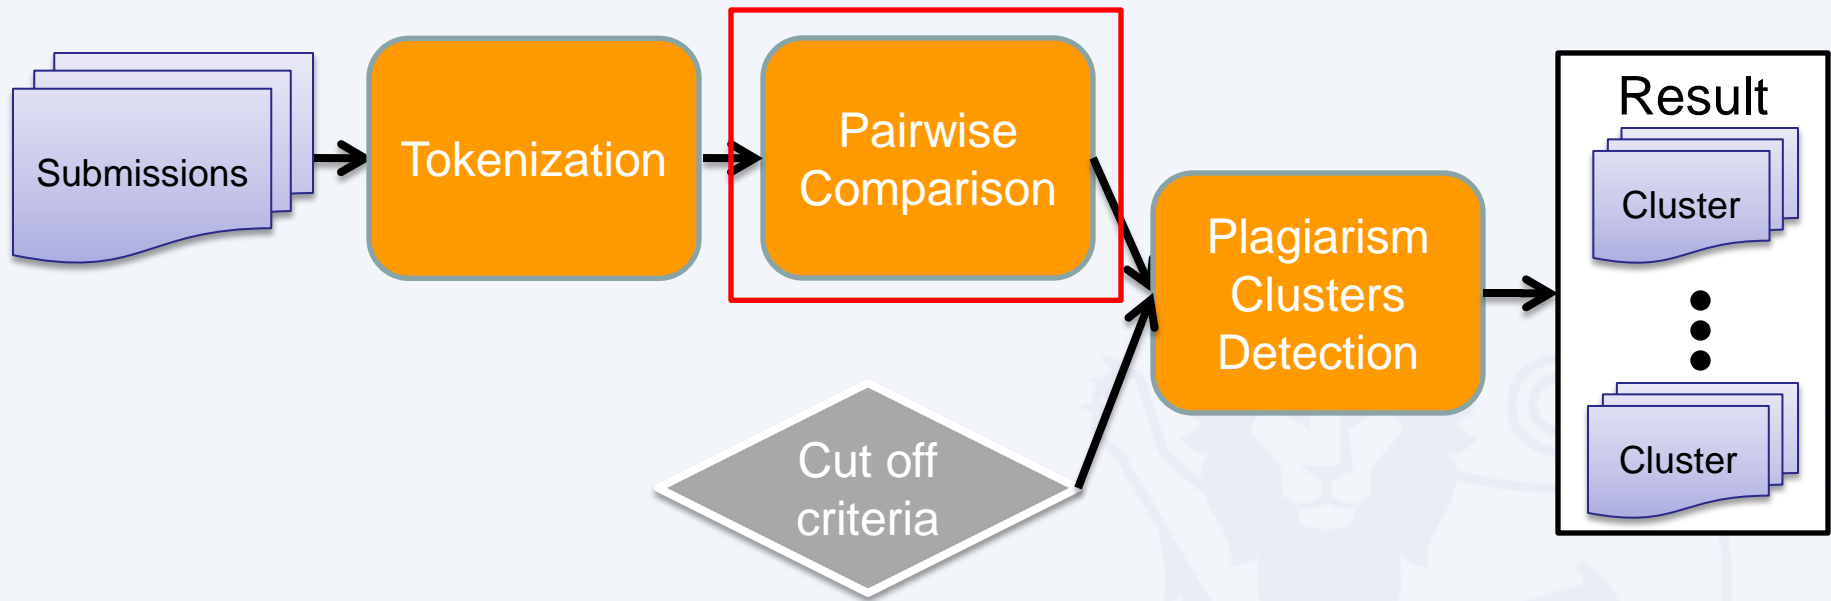 Submissions
Tokenization
Pairwise
Comparison
Cut off
criteria
Plagiarism
Clusters
Detection
Result
Cluster
Cluster